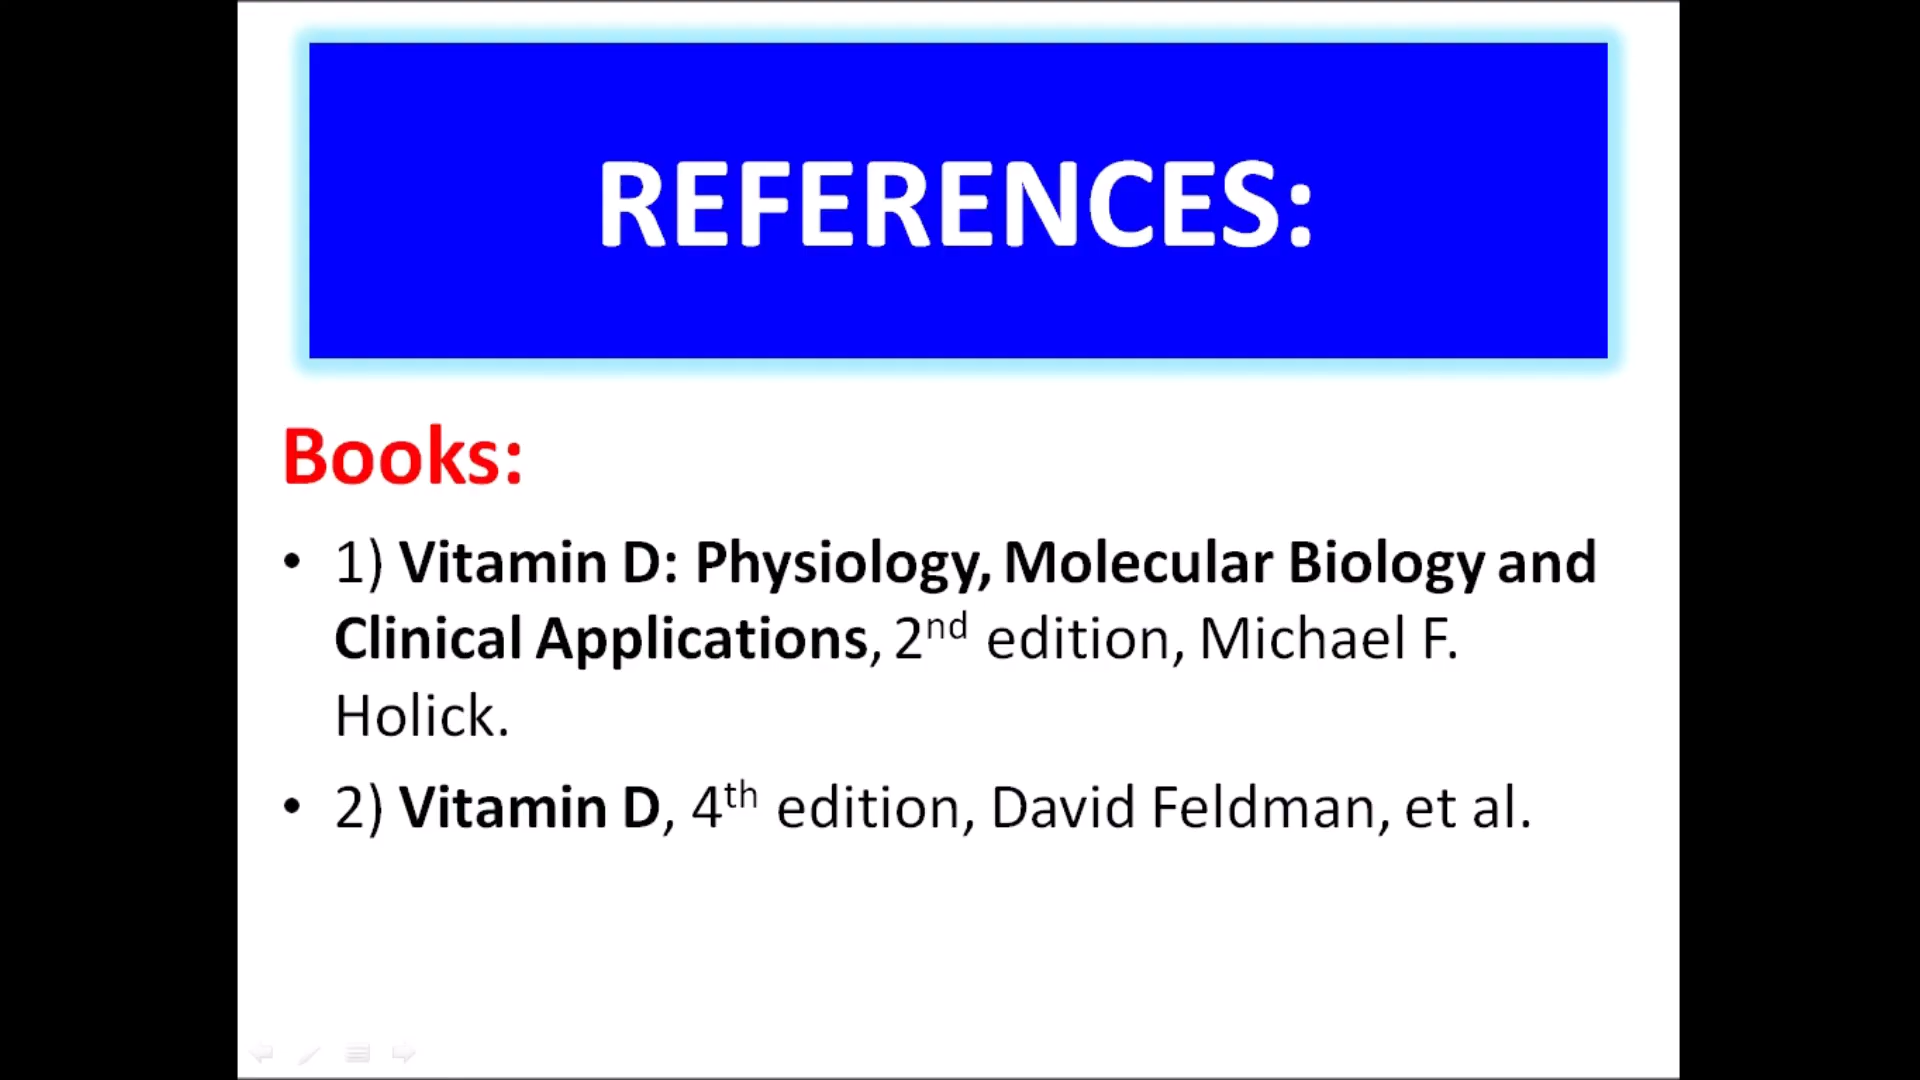 REFERENCES:
Books:
• 1) Vitamin D: Physiology, Molecular Biology and
Clinical Applications, 2nd edition, Michael F.
Holick.
• 2) Vitamin D, 4th edition, David Feldman, et al.